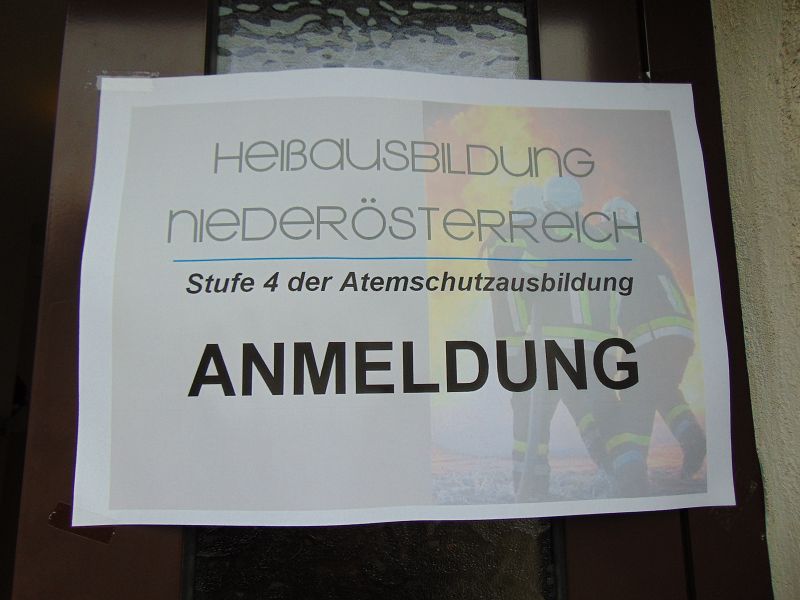 HEIßAUSBILDUNG
NIEDERÖSTERREICH
Stufe 4 der Atemschutzausbildung
ANMELDUNG